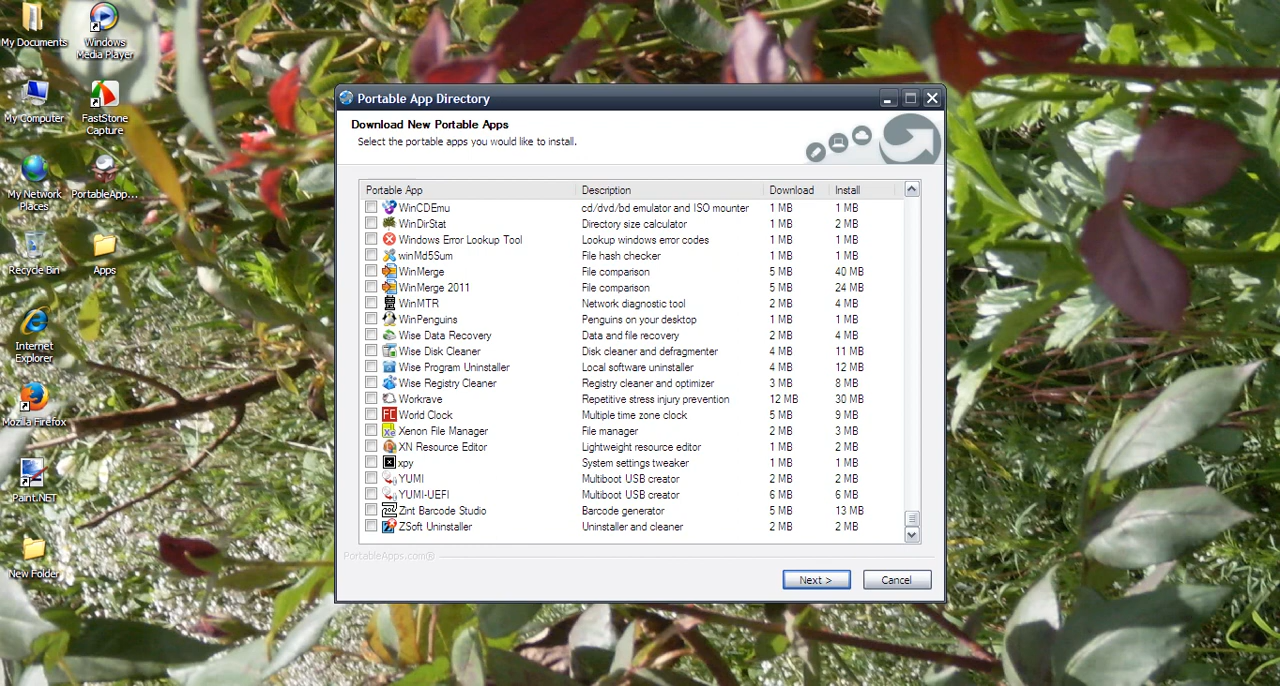 My Documents
Windows
Media Player
My Computer
FastStone
Capture
My Network
Places
PortableApp...
Recycle Bin
Apps
Internet
Explorer
Mozilla Firefox
Paint.NET
New Folder
Portable App Directory
Download New Portable Apps
Select the portable apps you would like to install.
Portable App Description Download Install
WinCDEmu cd/dvd/bd emulator and ISO mounter 1 MB 1 MB
WinDirStat Directory size calculator 1 MB 2 MB
Windows Error Lookup Tool Lookup windows error codes 1 MB 1 MB
winMd5Sum File hash checker 1 MB 1 MB
WinMerge File comparison 5 MB 40 MB
WinMerge 2011 File comparison 5 MB 24 MB
WinMTR Network diagnostic tool 2 MB 4 MB
WinPenguins Penguins on your desktop 1 MB 1 MB
Wise Data Recovery Data and file recovery 2 MB 4 MB
Wise Disk Cleaner Disk cleaner and defragmenter 4 MB 11 MB
Wise Program Uninstaller Local software uninstaller 4 MB 12 MB
Wise Registry Cleaner Registry cleaner and optimizer 3 MB 8 MB
Workrave Repetitive stress injury prevention 12 MB 30 MB
FC World Clock Multiple time zone clock 5 MB 9 MB
Xe Xenon File Manager File manager 2 MB 3 MB
XN Resource Editor Lightweight resource editor 1 MB 2 MB
xpy System settings tweaker 1 MB 1 MB
YUMI Multiboot USB creator 2 MB 2 MB
YUMI-UEFI Multiboot USB creator 6 MB 6 MB
Zint Barcode Studio Barcode generator 5 MB 13 MB
ZSoft Uninstaller Uninstaller and cleaner 2 MB 2 MB
PortableApps.com®
Next >
Cancel